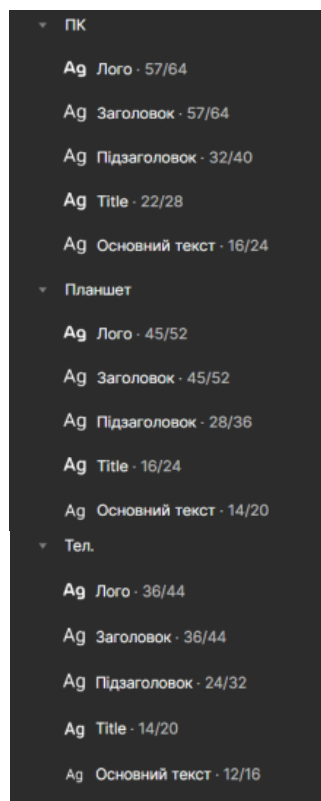 ПК
Ag Лого · 57/64
Ag Заголовок · 57/64
Ag Підзаголовок · 32/40
Ag Title · 22/28
Ag Основний текст · 16/24
Планшет
Ag Лого · 45/52
Ag Заголовок · 45/52
Ag Підзаголовок · 28/36
Ag Title · 16/24
Ag Основний текст · 14/20
Тел.
Ag Лого · 36/44
Ag Заголовок · 36/44
Ag Підзаголовок · 24/32
Ag Title · 14/20
Ag Основний текст · 12/16